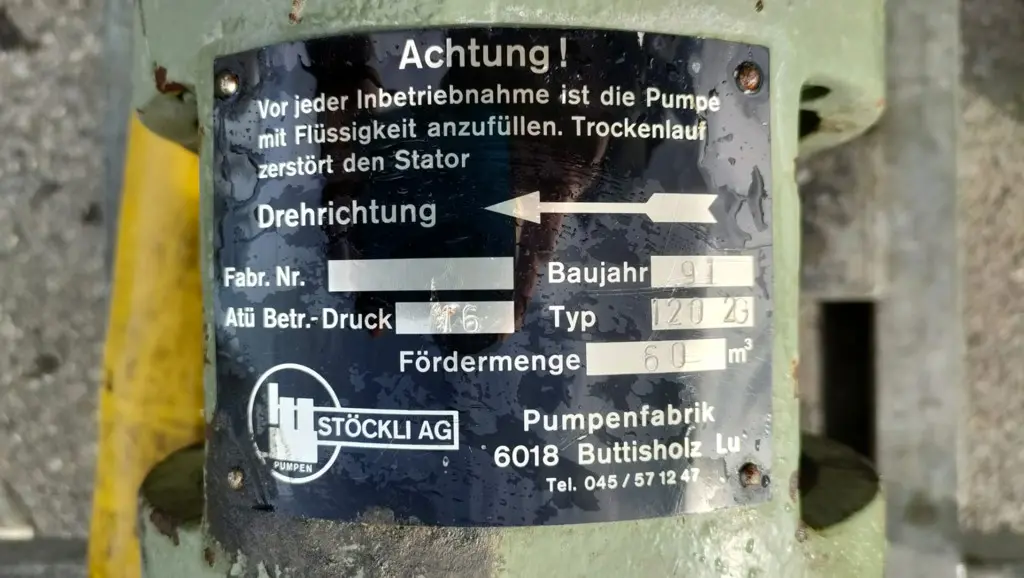 Achtung!
Vor jeder Inbetriebnahme ist die Pumpe
mit Flüssigkeit anzufüllen. Trockenlauf
zerstört den Stator
Drehrichtung
Fabr. Nr.
Baujahr 91
Atü Betr.-Druck 16
Typ 120 2G
Fördermenge 60 m³
STÖCKLI AG
PUMPEN
Pumpenfabrik
6018 Buttisholz Lu
Tel. 045/57 12 47